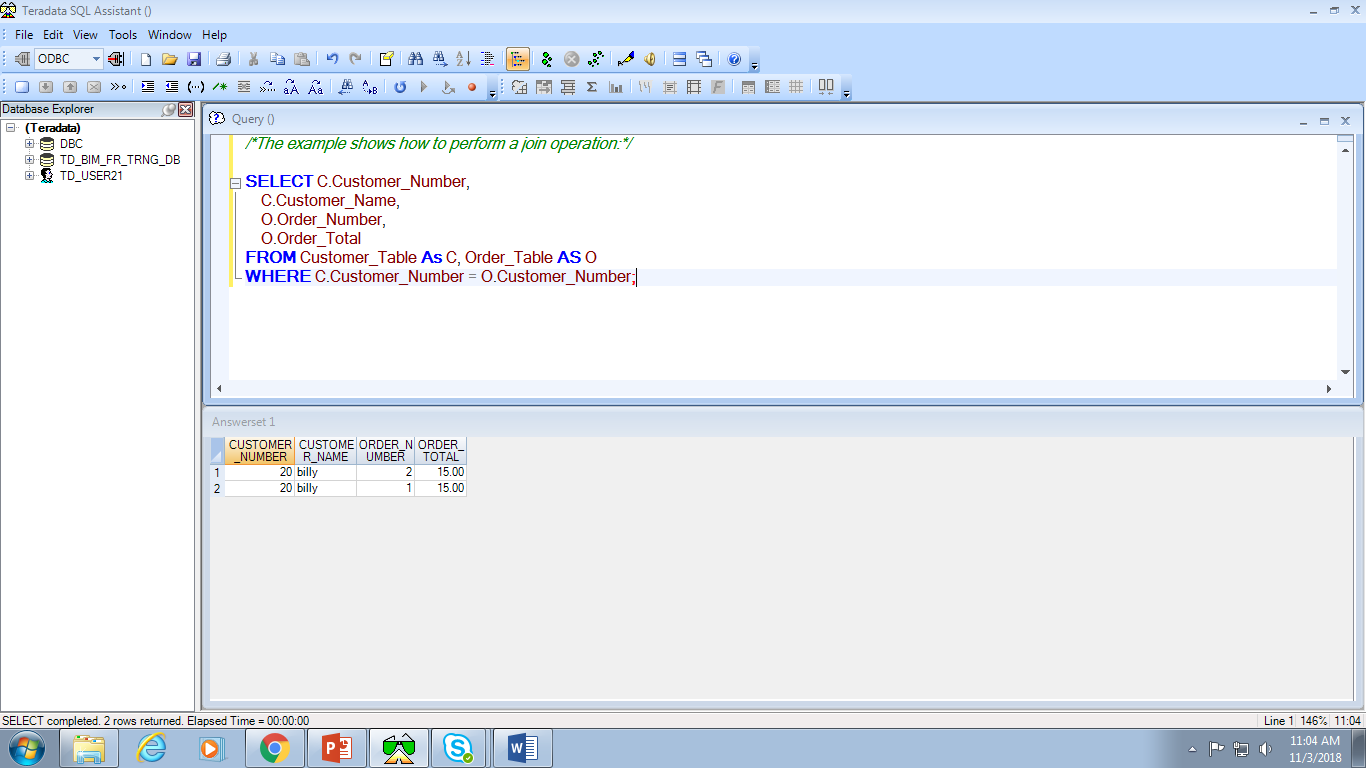 Teradata SQL Assistant ()
File Edit View Tools Window Help
ODBC
Database Explorer
(Teradata)
DBC
TD_BIM_FR_TRNG_DB
TD_USER21
Query ()
/*The example shows how to perform a join operation:*/
SELECT C.Customer_Number,
C.Customer_Name,
O.Order_Number,
O.Order_Total
FROM Customer_Table As C, Order_Table AS O
WHERE C.Customer_Number = O.Customer_Number;
Answerset 1
CUSTOMER_NUMBER CUSTOMER_NAME ORDER_NUMBER ORDER_TOTAL
1 20 billy 2 15.00
2 20 billy 1 15.00
SELECT completed. 2 rows returned. Elapsed Time = 00:00:00
Line 1 146% 11:04
11:04 AM
11/3/2018